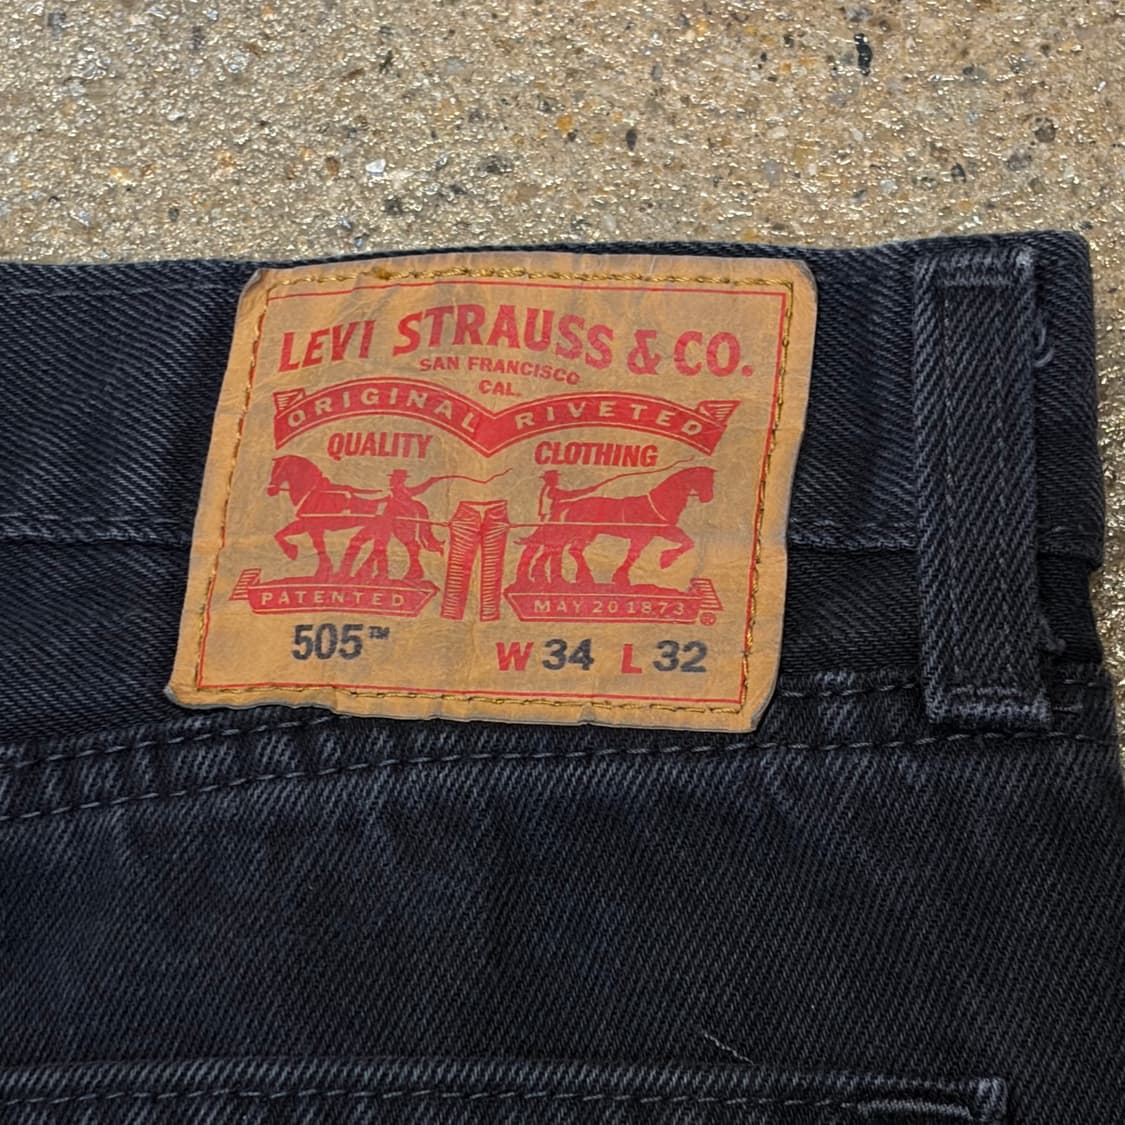 LEVI STRAUSS & CO.
SAN FRANCISCO
CAL.
ORIGINAL RIVETED
QUALITY CLOTHING
PATENTED MAY 20 1873 ®
505™ W 34 L 32